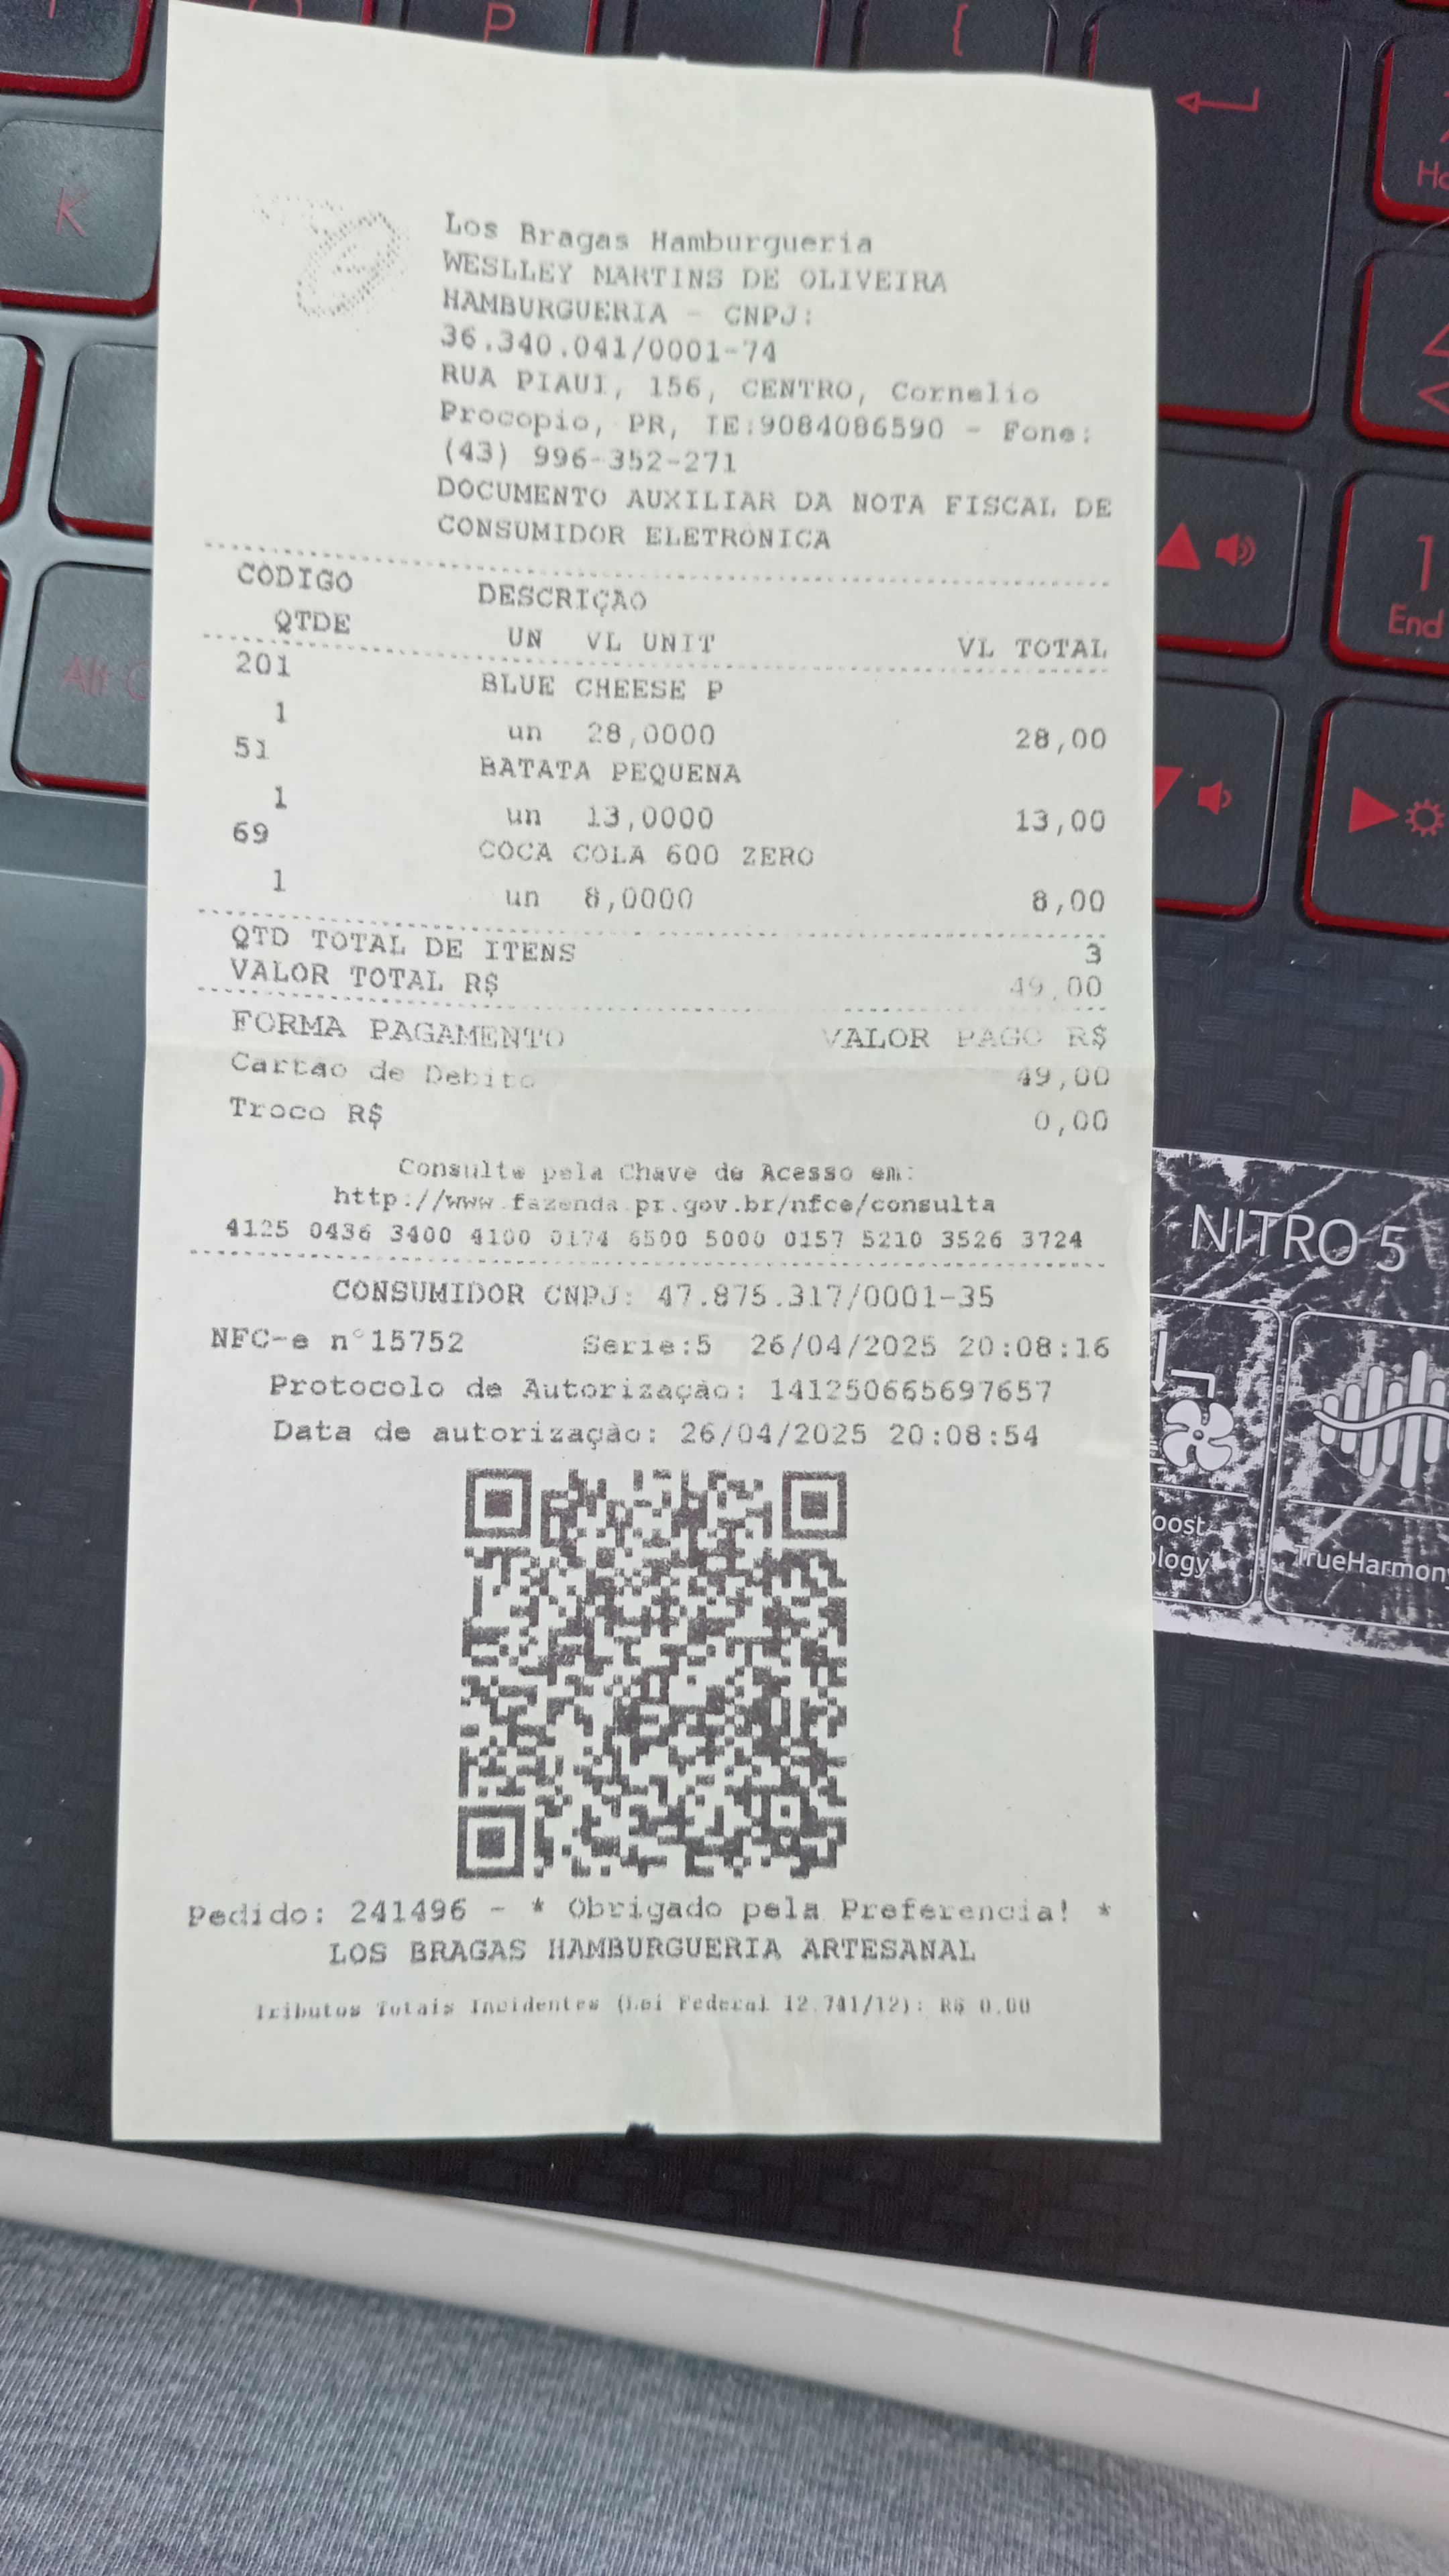 P
{
K
Los Bragas Hamburgueria
WESLLEY MARTINS DE OLIVEIRA
HAMBURGUERIA - CNPJ:
36.340.041/0001-74
RUA PIAUI, 156, CENTRO, Cornelio
Procopio, PR, IE:9084086590 - Fone:
(43) 996-352-271
DOCUMENTO AUXILIAR DA NOTA FISCAL DE
CONSUMIDOR ELETRONICA
CODIGO DESCRIÇÃO
QTDE UN VL UNIT VL TOTAL
201 BLUE CHEESE P
1 un 28,0000 28,00
51 BATATA PEQUENA
1 un 13,0000 13,00
69 COCA COLA 600 ZERO
1 un 8,0000 8,00
QTD TOTAL DE ITENS 3
VALOR TOTAL R$ 49,00
FORMA PAGAMENTO VALOR PAGO R$
Cartao de Debito 49,00
Troco R$ 0,00
Consulte pela Chave de Acesso em:
http://www.fazenda.pr.gov.br/nfce/consulta
4125 0436 3400 4100 0174 6500 5000 0157 5210 3526 3724
CONSUMIDOR CNPJ: 47.875.317/0001-35
NFC-e n°15752 Serie:5 26/04/2025 20:08:16
Protocolo de Autorização: 141250665697657
Data de autorização: 26/04/2025 20:08:54
Pedido: 241496 - * Obrigado pela Preferencia! *
LOS BRAGAS HAMBURGUERIA ARTESANAL
Tributos Totais Incidentes (Lei Federal 12.741/12): R$ 0.00
1
End
Alt
NITRO 5
oost
ology
TrueHarmony